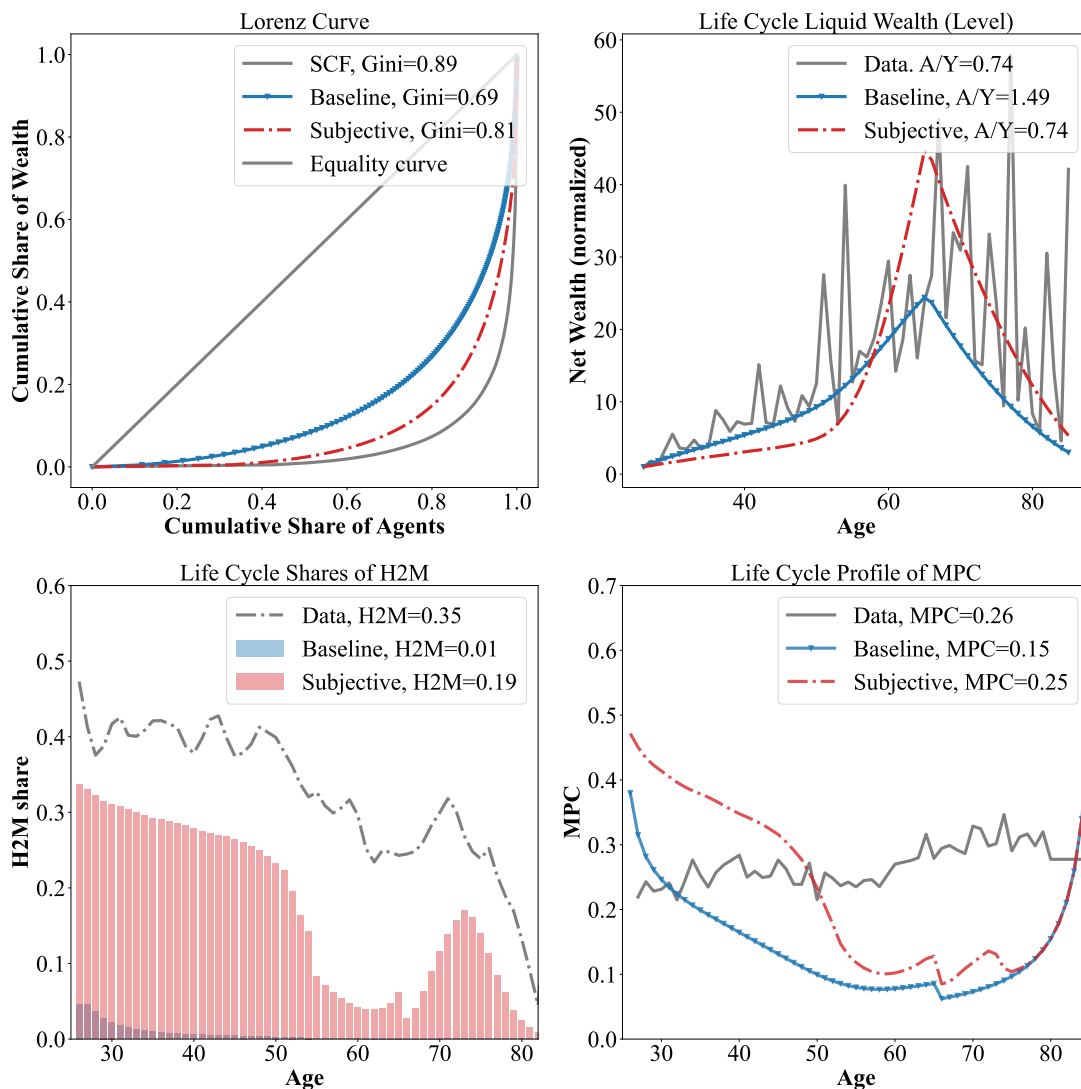 Lorenz Curve
1.0
0.8
0.6
0.4
0.2
0.0
Cumulative Share of Wealth
SCF, Gini=0.89
Baseline, Gini=0.69
Subjective, Gini=0.81
Equality curve
0.0 0.2 0.4 0.6 0.8 1.0
Cumulative Share of Agents
Life Cycle Liquid Wealth (Level)
60
50
40
30
20
10
0
Net Wealth (normalized)
Data. A/Y=0.74
Baseline, A/Y=1.49
Subjective, A/Y=0.74
40 60 80
Age
Life Cycle Shares of H2M
0.6
0.5
0.4
0.3
0.2
0.1
0.0
H2M share
Data, H2M=0.35
Baseline, H2M=0.01
Subjective, H2M=0.19
30 40 50 60 70 80
Age
Life Cycle Profile of MPC
0.7
0.6
0.5
0.4
0.3
0.2
0.1
0.0
MPC
Data, MPC=0.26
Baseline, MPC=0.15
Subjective, MPC=0.25
30 40 50 60 70 80
Age